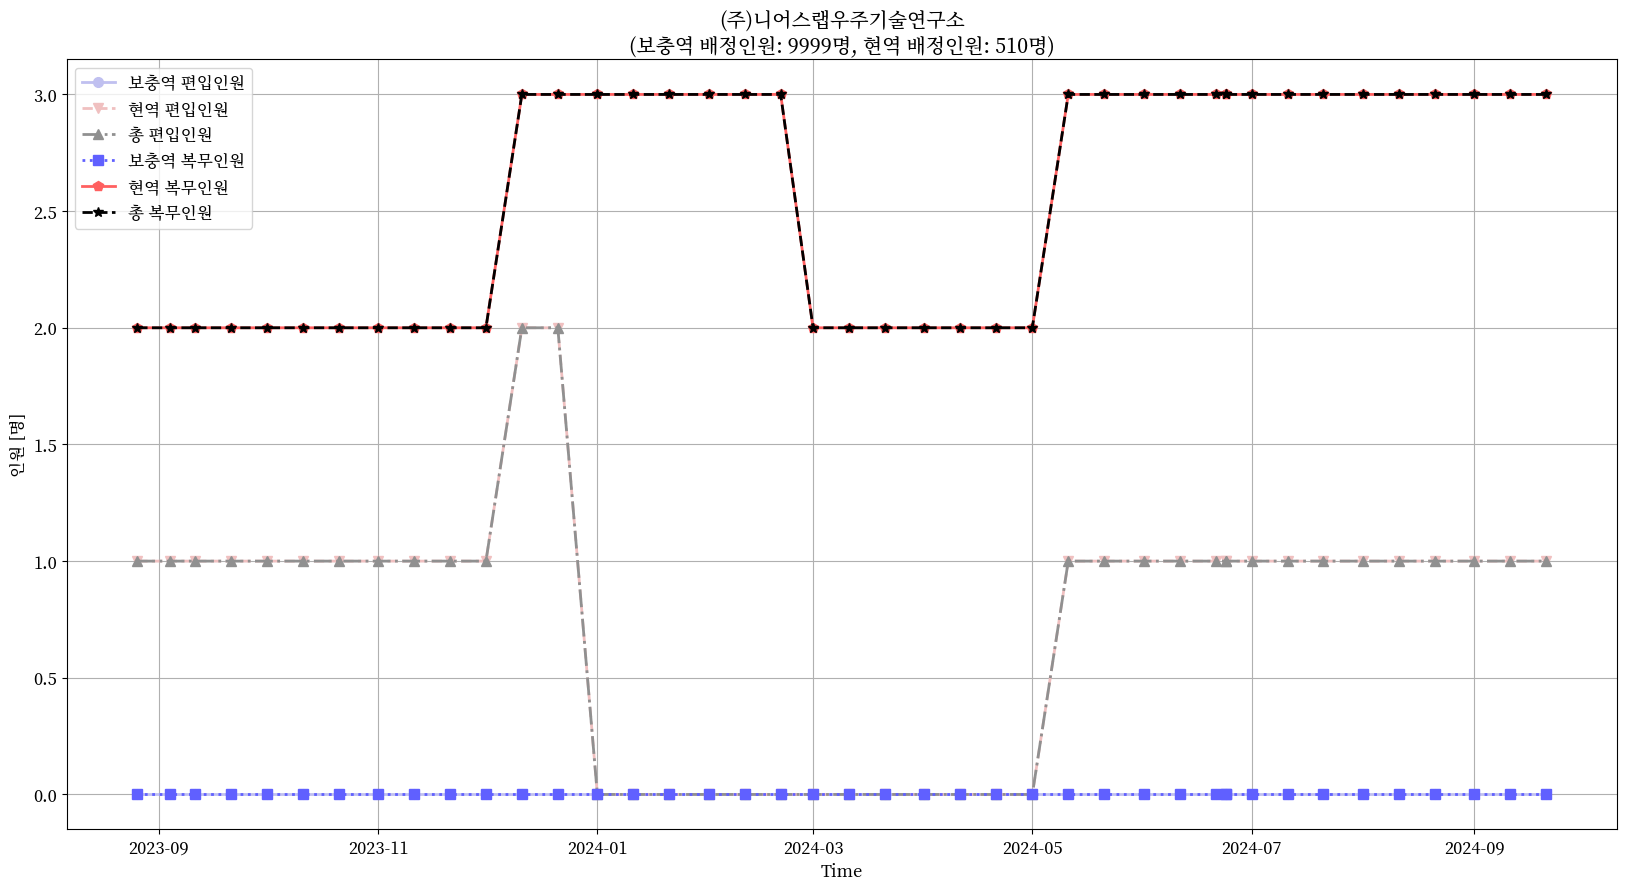 (주)니어스랩우주기술연구소
(보충역 배정인원: 9999명, 현역 배정인원: 510명)
보충역 편입인원
현역 편입인원
총 편입인원
보충역 복무인원
현역 복무인원
총 복무인원
인원 [명]
3.0
2.5
2.0
1.5
1.0
0.5
0.0
2023-09
2023-11
2024-01
2024-03
2024-05
2024-07
2024-09
Time